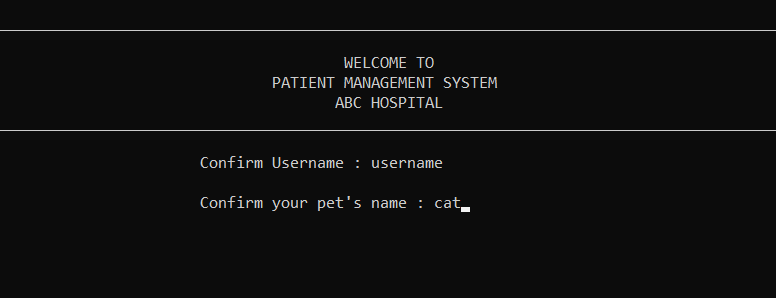 WELCOME TO
PATIENT MANAGEMENT SYSTEM
ABC HOSPITAL
Confirm Username : username
Confirm your pet's name : cat